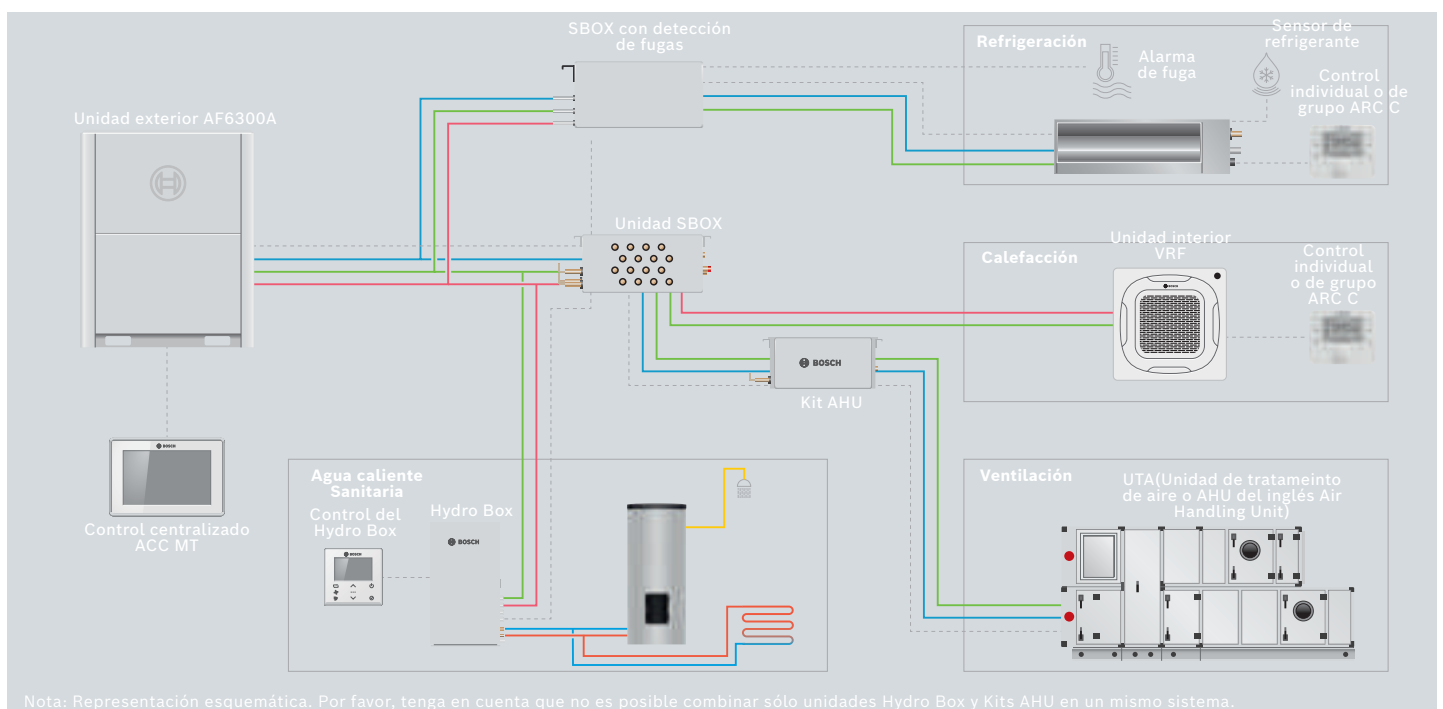 SBOX con detección
de fugas
Refrigeración
Alarma
de fuga
Sensor de
refrigerante
Control
individual o de
grupo ARC C
Unidad exterior AF6300A
Unidad SBOX
Calefacción
Unidad interior
VRF
BOSCH
Control
individual
o de grupo
ARC C
BOSCH
Kit AHU
BOSCH
Control centralizado
ACC MT
Agua caliente
Sanitaria
Control del
Hydro Box
BOSCH
Hydro Box
BOSCH
Ventilación
UTA(Unidad de tratameinto
de aire o AHU del inglés Air
Handling Unit)
Nota: Representación esquemática. Por favor, tenga en cuenta que no es posible combinar sólo unidades Hydro Box y Kits AHU en un mismo sistema.